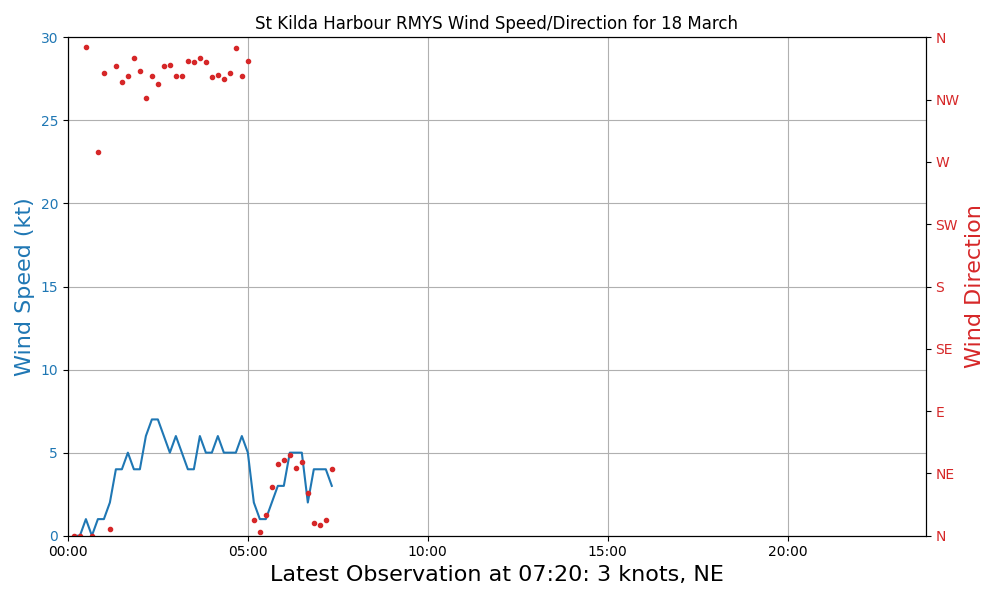 St Kilda Harbour RMYS Wind Speed/Direction for 18 March
30
25
20
15
10
5
0
Wind Speed (kt)
N
NW
W
SW
S
SE
E
NE
N
Wind Direction
00:00 05:00 10:00 15:00 20:00
Latest Observation at 07:20: 3 knots, NE